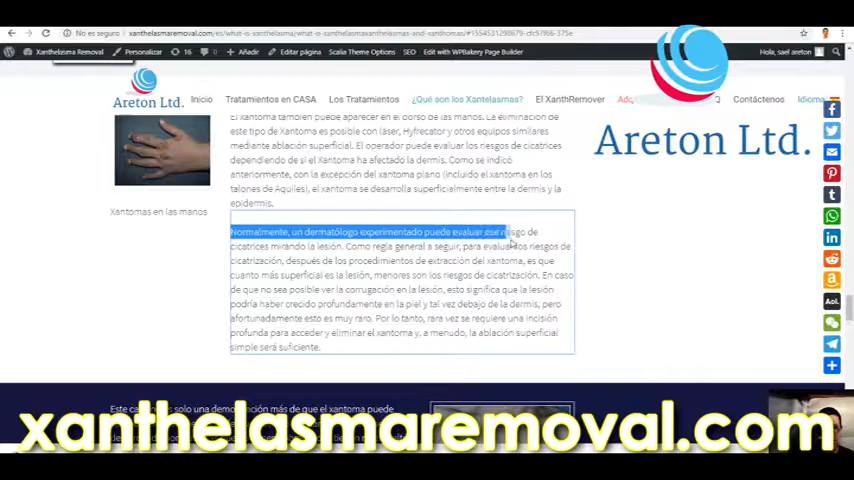 No es seguro xanthelasmaremoval.com/es/what-is-xanthelasma/what-is-xanthelasmaxanthelasmas-and-xanthomas/
Xanthelasma Removal Personalizar 16 Añadir Editar página Scalia Theme Options SEO Edit with WPBakery Page Builder Hola, sael areton
Areton Ltd.
Inicio Tratamientos en CASA Los Tratamientos ¿Qué son los Xantelasmas? El XanthRemover Contáctenos Idioma
Areton Ltd.
El xantoma también puede aparecer en el dorso de las manos. La eliminación de
este tipo de Xantoma es posible con láser, Hyfrecator y otros equipos similares
mediante ablación superficial. El operador puede evaluar los riesgos de cicatrices
dependiendo de si el Xantoma ha afectado la dermis. Como se indicó
anteriormente, con la excepción del xantoma plano (incluido el xantoma en los
talones de Aquiles), el xantoma se desarrolla superficialmente entre la dermis y la
epidermis.
Xantomas en las manos
Normalmente, un dermatólogo experimentado puede evaluar ese riesgo de
cicatrices mirando la lesión. Como regla general a seguir, para evaluar los riesgos de
cicatrización, después de los procedimientos de extracción del xantoma, es que
cuanto más superficial es la lesión, menores son los riesgos de cicatrización. En caso
de que no sea posible ver la corrugación en la lesión, esto significa que la lesión
podría haber crecido profundamente en la piel y tal vez debajo de la dermis, pero
afortunadamente esto es muy raro. Por lo tanto, rara vez se requiere una incisión
profunda para acceder y eliminar el xantoma y, a menudo, la ablación superficial
simple será suficiente.
Aol.
Este solo una demostración más de que el xantoma puede
xanthelasmaremoval.com